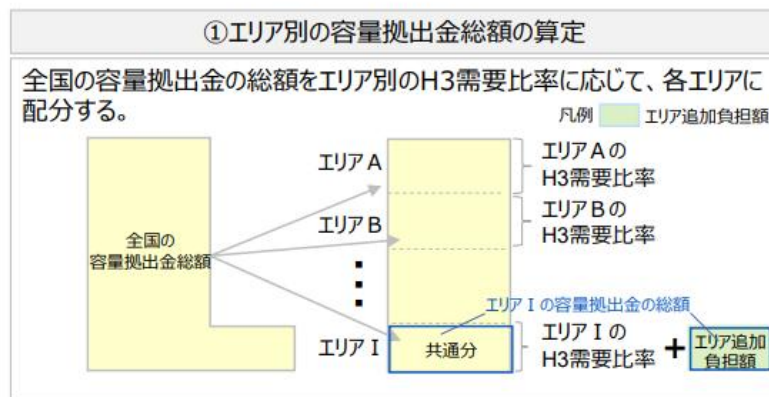 ①エリア別の容量拠出金総額の算定
全国の容量拠出金の総額をエリア別のH3需要比率に応じて、各エリアに
配分する。
凡例 エリア追加負担額
エリアA
エリアAの
H3需要比率
エリアB
エリアBの
H3需要比率
全国の
容量拠出金総額
エリアIの容量拠出金の総額
エリアI
共通分
エリアIの
H3需要比率
+
エリア追加
負担額